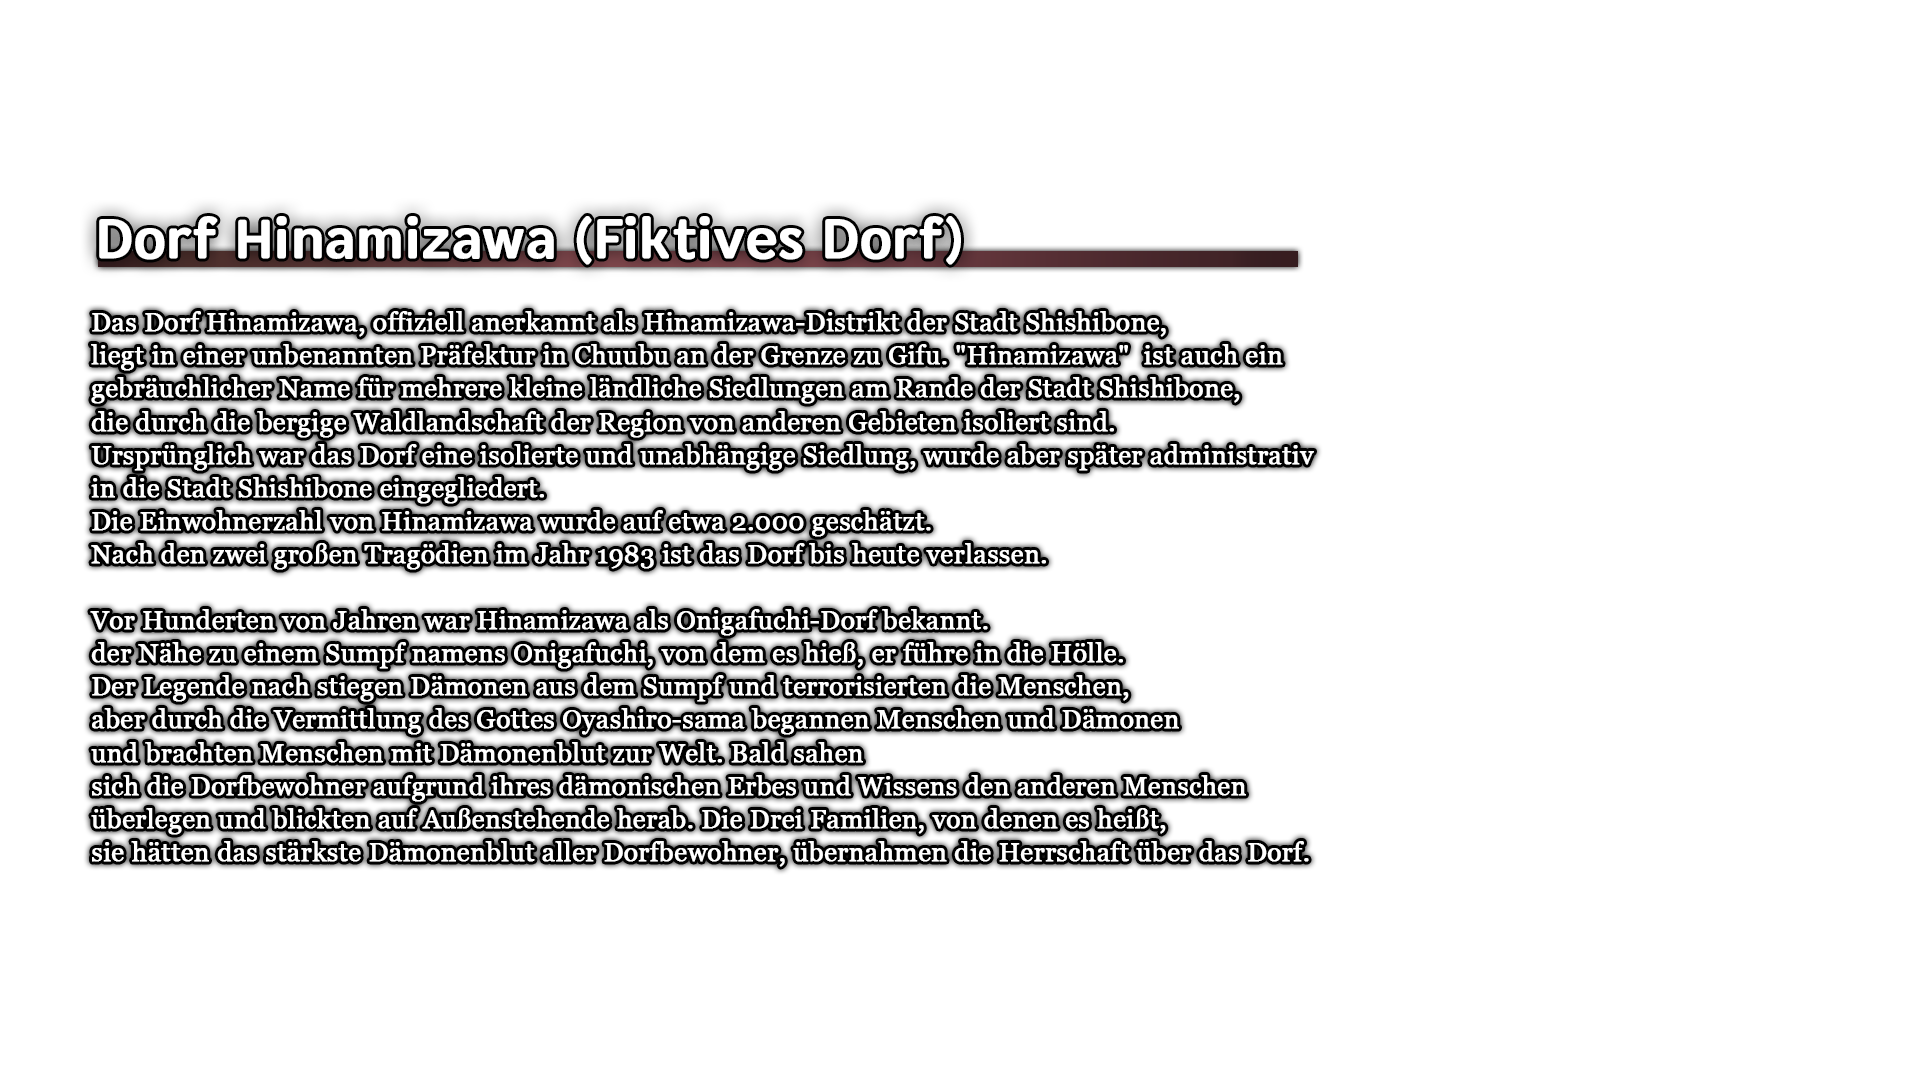 Dorf Hinamizawa (Fiktives Dorf)
Das Dorf Hinamizawa, offiziell anerkannt als Hinamizawa-Distrikt der Stadt Shishibone,
liegt in einer unbenannten Präfektur in Chuubu an der Grenze zu Gifu. "Hinamizawa"  ist auch ein
gebräuchlicher Name für mehrere kleine ländliche Siedlungen am Rande der Stadt Shishibone,
die durch die bergige Waldlandschaft der Region von anderen Gebieten isoliert sind.
Ursprünglich war das Dorf eine isolierte und unabhängige Siedlung, wurde aber später administrativ
in die Stadt Shishibone eingegliedert.
Die Einwohnerzahl von Hinamizawa wurde auf etwa 2.000 geschätzt.
Nach den zwei großen Tragödien im Jahr 1983 ist das Dorf bis heute verlassen.
Vor Hunderten von Jahren war Hinamizawa als Onigafuchi-Dorf bekannt.
der Nähe zu einem Sumpf namens Onigafuchi, von dem es hieß, er führe in die Hölle.
Der Legende nach stiegen Dämonen aus dem Sumpf und terrorisierten die Menschen,
aber durch die Vermittlung des Gottes Oyashiro-sama begannen Menschen und Dämonen
und brachten Menschen mit Dämonenblut zur Welt. Bald sahen
sich die Dorfbewohner aufgrund ihres dämonischen Erbes und Wissens den anderen Menschen
überlegen und blickten auf Außenstehende herab. Die Drei Familien, von denen es heißt,
sie hätten das stärkste Dämonenblut aller Dorfbewohner, übernahmen die Herrschaft über das Dorf.